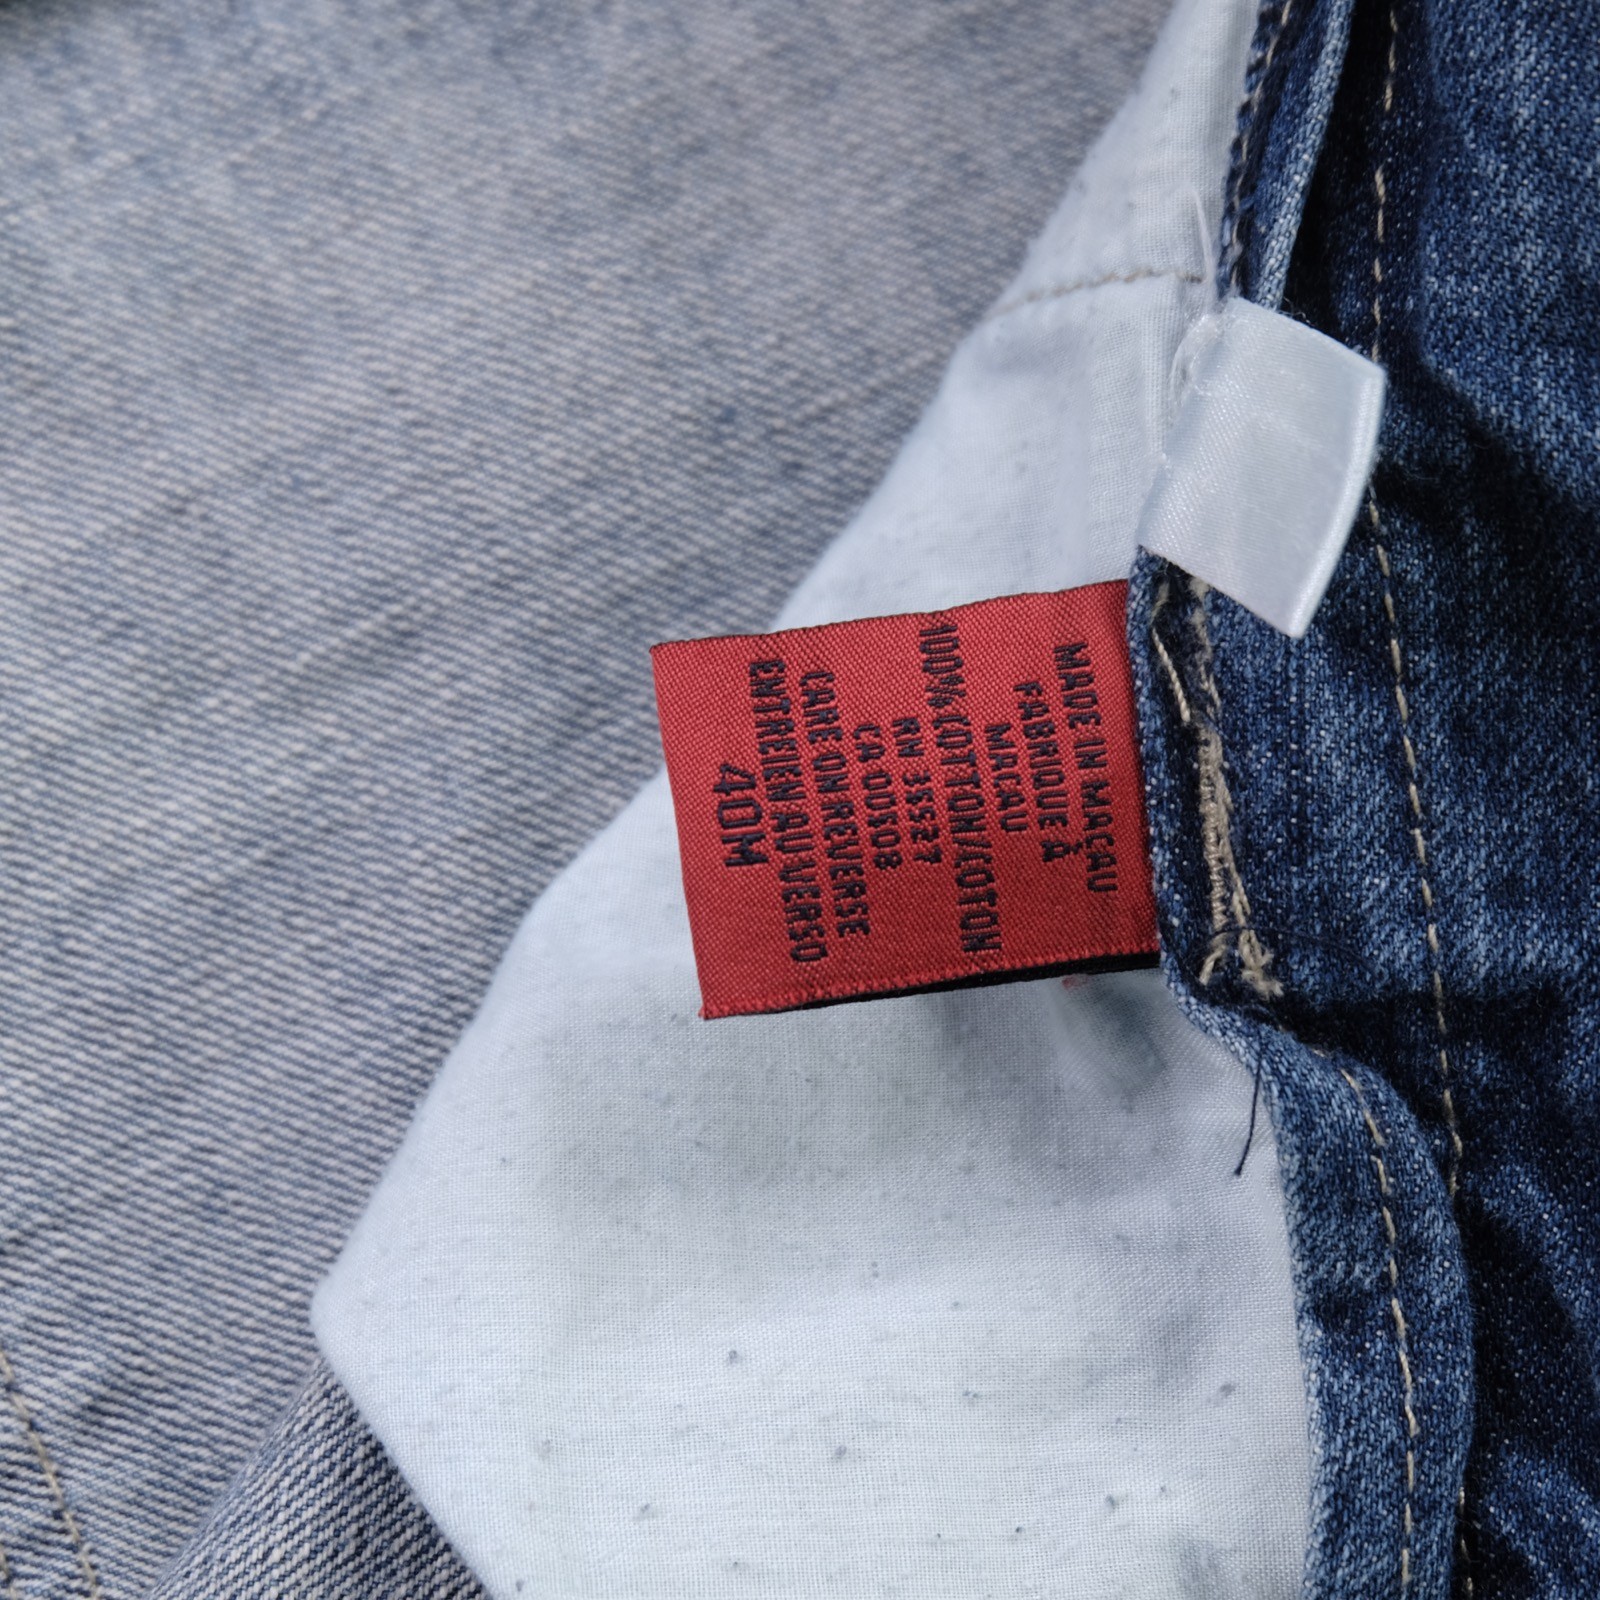 MADE IN MACAU
FABRIQUE À
MACAU
100% COTTON/COTON
RN 35527
CA 00508
CARE ON REVERSE
ENTRETIEN AU VERSO
40M